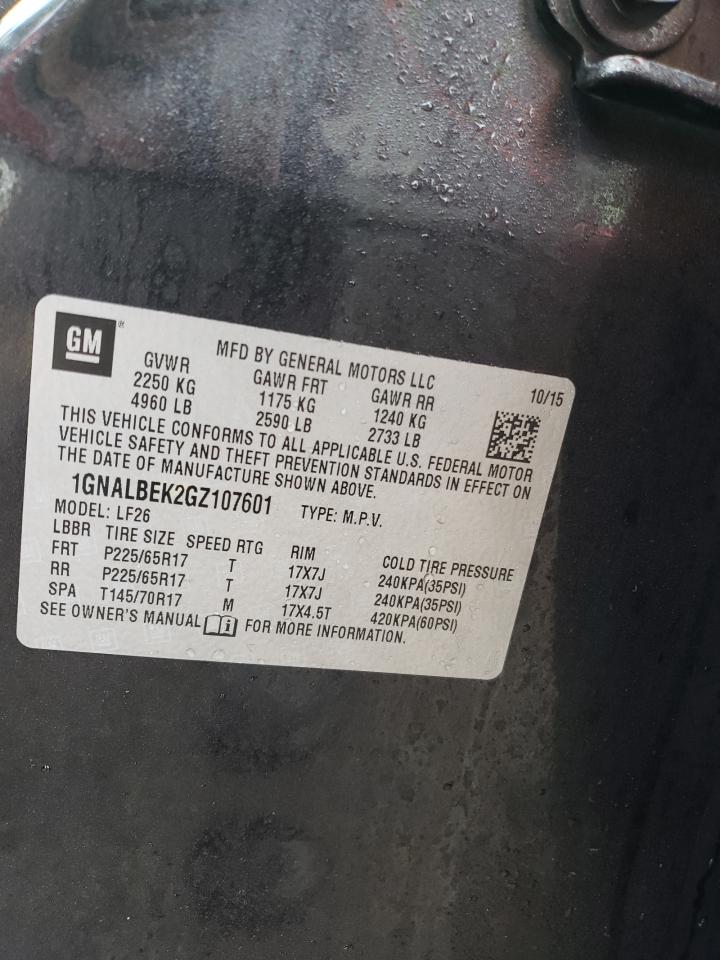 GM®
MFD BY GENERAL MOTORS LLC 10/15
GVWR GAWR FRT GAWR RR
2250 KG 1175 KG 1240 KG
4960 LB 2590 LB 2733 LB
THIS VEHICLE CONFORMS TO ALL APPLICABLE U.S. FEDERAL MOTOR
VEHICLE SAFETY AND THEFT PREVENTION STANDARDS IN EFFECT ON
THE DATE OF MANUFACTURE SHOWN ABOVE.
1GNALBEK2GZ107601 TYPE: M.P.V.
MODEL: LF26
LBBR TIRE SIZE SPEED RTG RIM COLD TIRE PRESSURE
FRT P225/65R17 T 17X7J 240KPA(35PSI)
RR P225/65R17 T 17X7J 240KPA(35PSI)
SPA T145/70R17 M 17X4.5T 420KPA(60PSI)
SEE OWNER'S MANUAL FOR MORE INFORMATION.